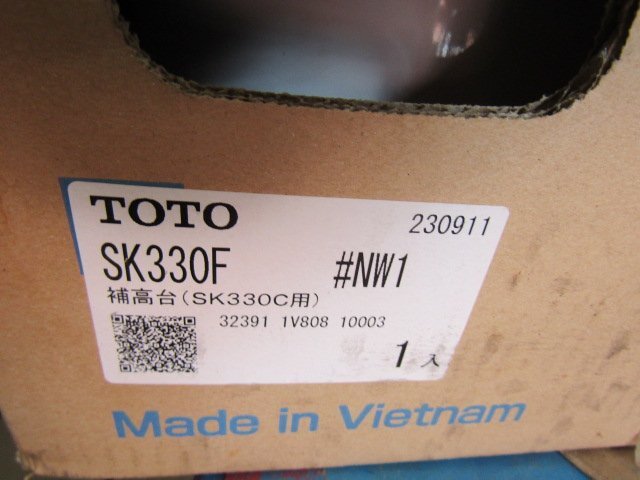 TOTO 230911
SK330F #NW1
補高台(SK330C用)
32391 1V808 10003
1入
Made in Vietnam